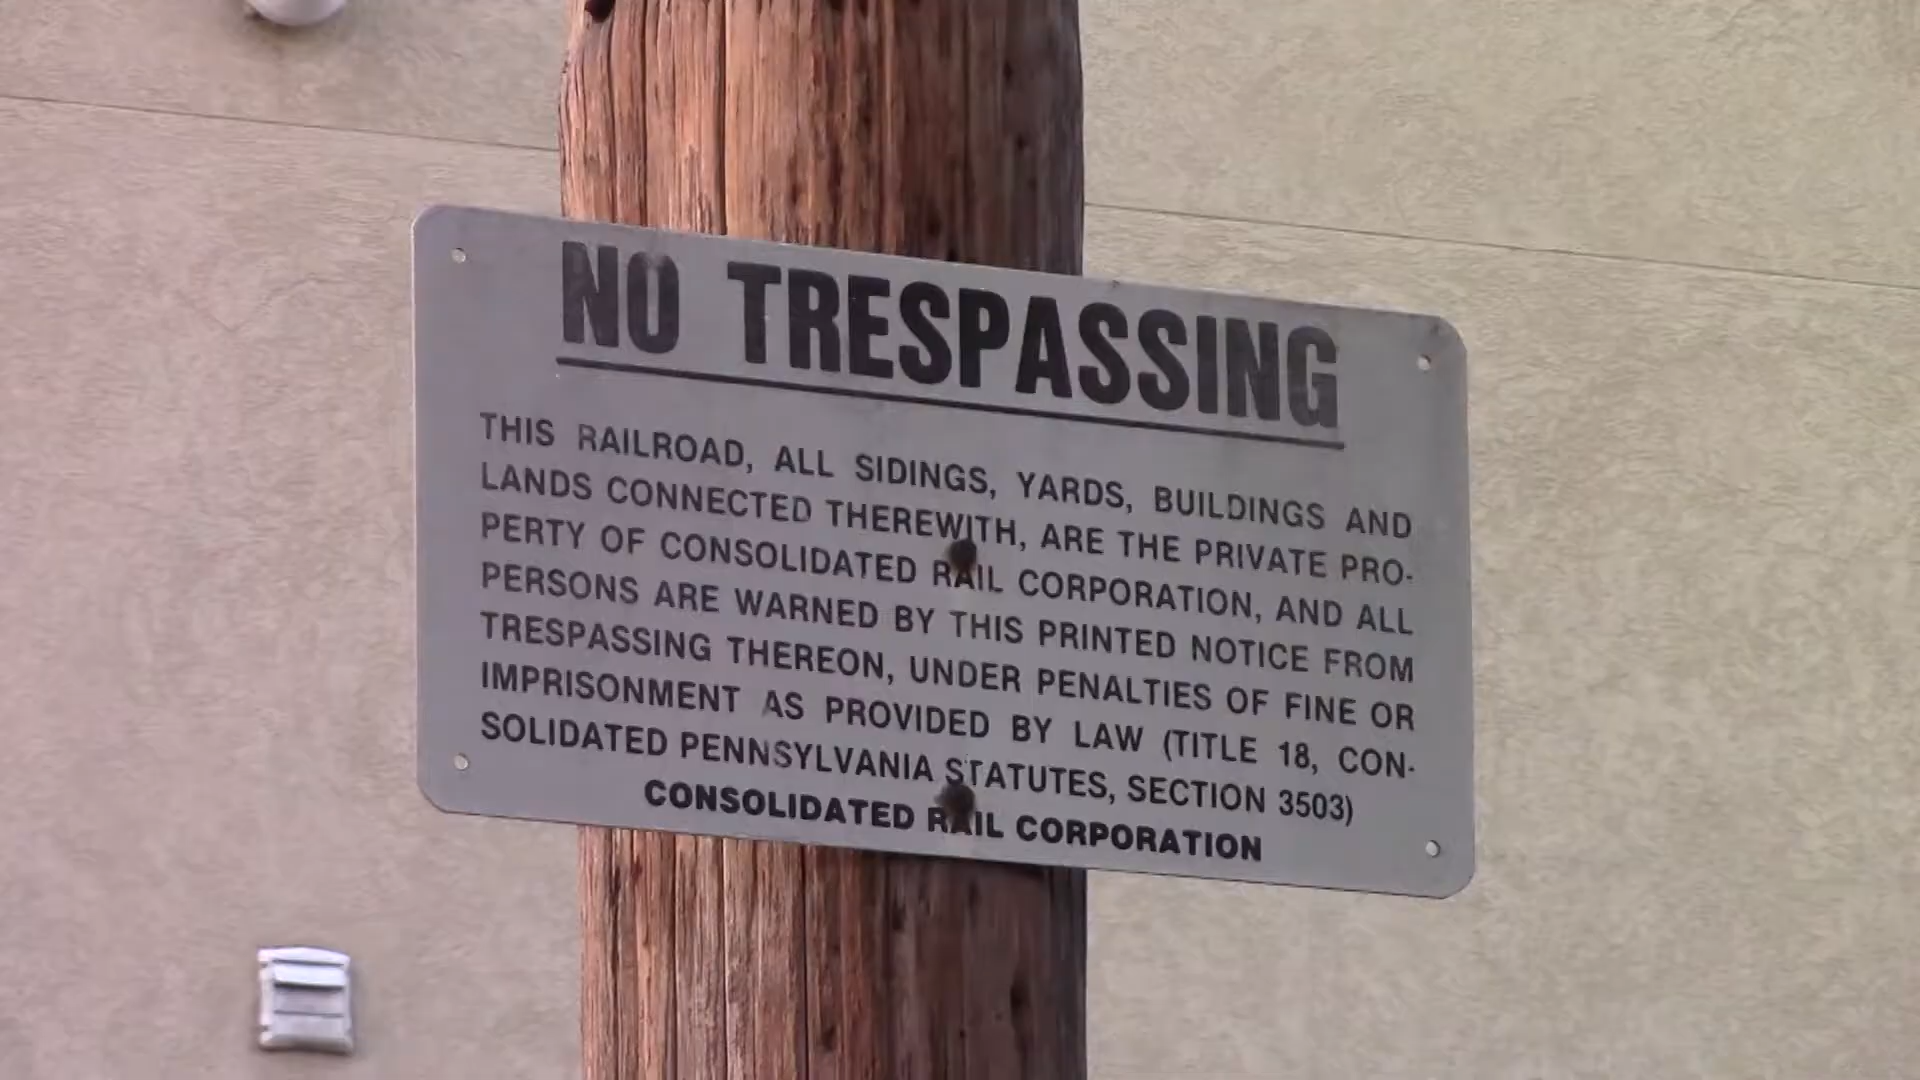 NO TRESPASSING
THIS RAILROAD, ALL SIDINGS, YARDS, BUILDINGS AND
LANDS CONNECTED THEREWITH, ARE THE PRIVATE PRO-
PERTY OF CONSOLIDATED RAIL CORPORATION, AND ALL
PERSONS ARE WARNED BY THIS PRINTED NOTICE FROM
TRESPASSING THEREON, UNDER PENALTIES OF FINE OR
IMPRISONMENT AS PROVIDED BY LAW (TITLE 18, CON-
SOLIDATED PENNSYLVANIA STATUTES, SECTION 3503)
CONSOLIDATED RAIL CORPORATION